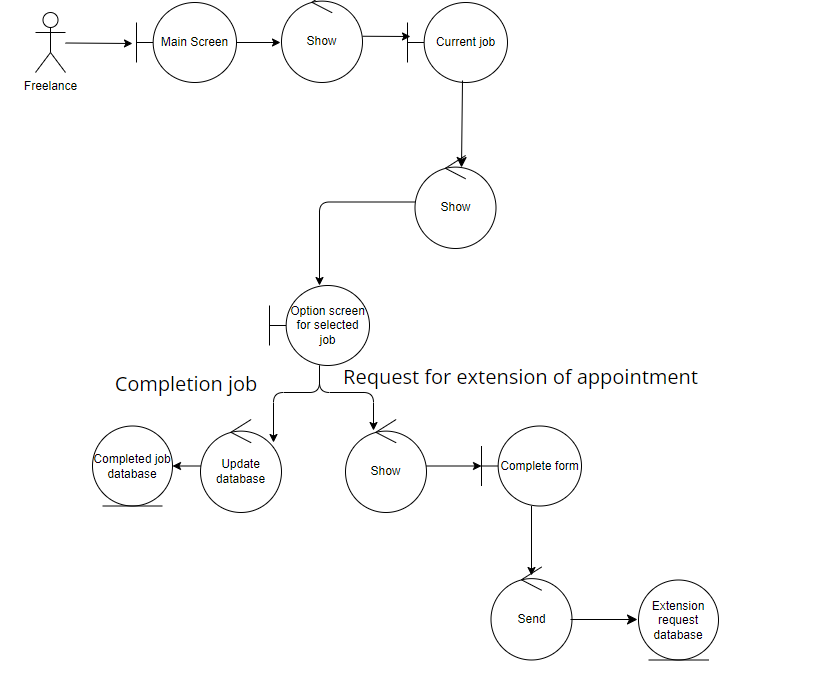 Main Screen
Show
Current job
Freelance
Show
Option screen
for selected
job
Completion job
Request for extension of appointment
Completed job
database
Update
database
Show
Complete form
Send
Extension
request
database